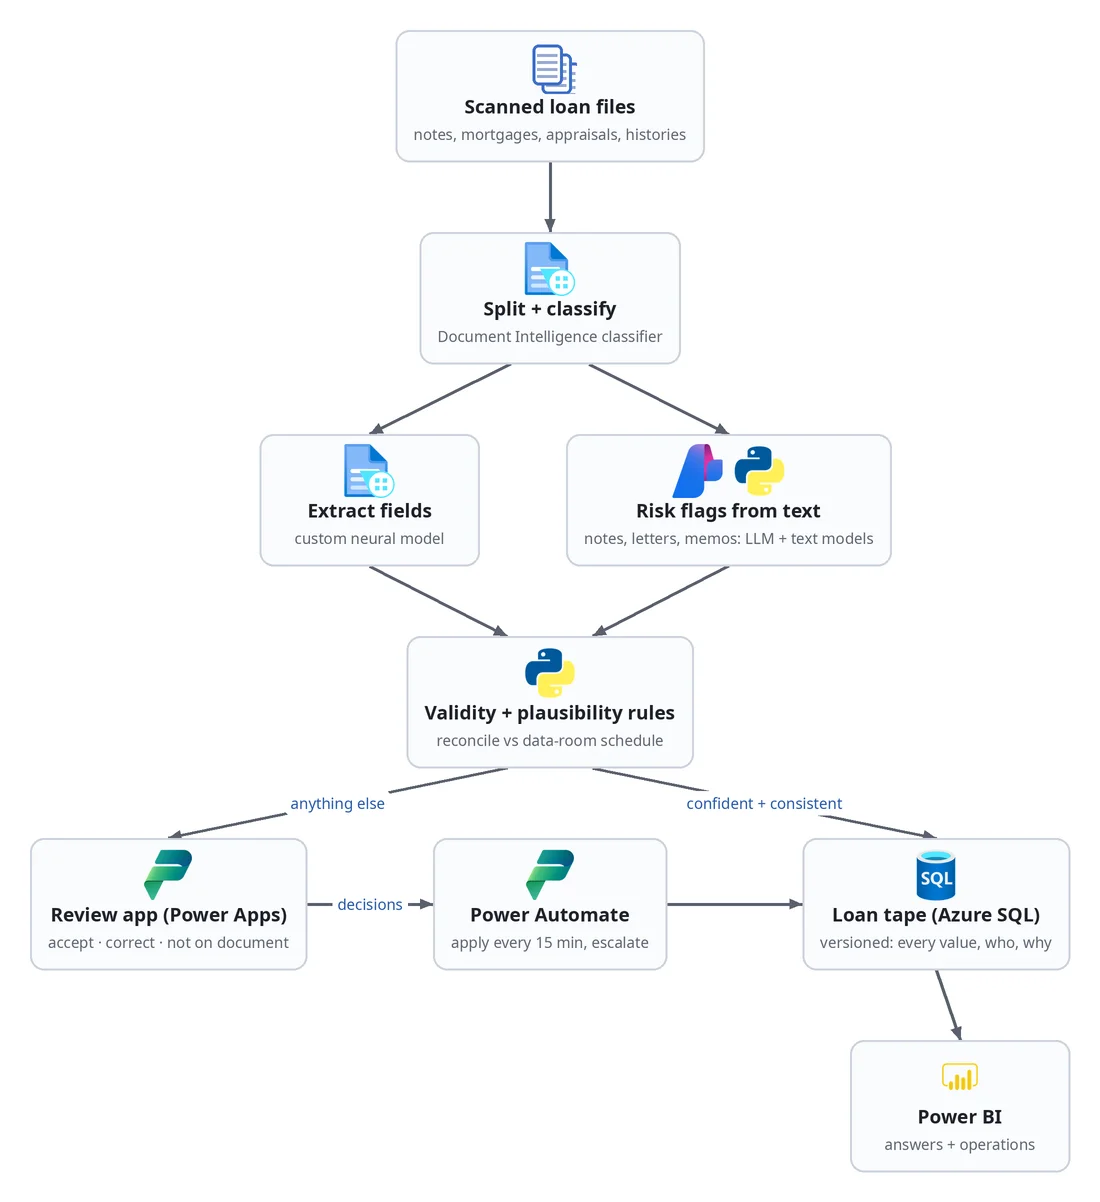 Scanned loan files
notes, mortgages, appraisals, histories
Split + classify
Document Intelligence classifier
Extract fields
custom neural model
Risk flags from text
notes, letters, memos: LLM + text models
Validity + plausibility rules
reconcile vs data-room schedule
anything else
confident + consistent
Review app (Power Apps)
accept · correct · not on document
decisions
Power Automate
apply every 15 min, escalate
SQL
Loan tape (Azure SQL)
versioned: every value, who, why
Power BI
answers + operations